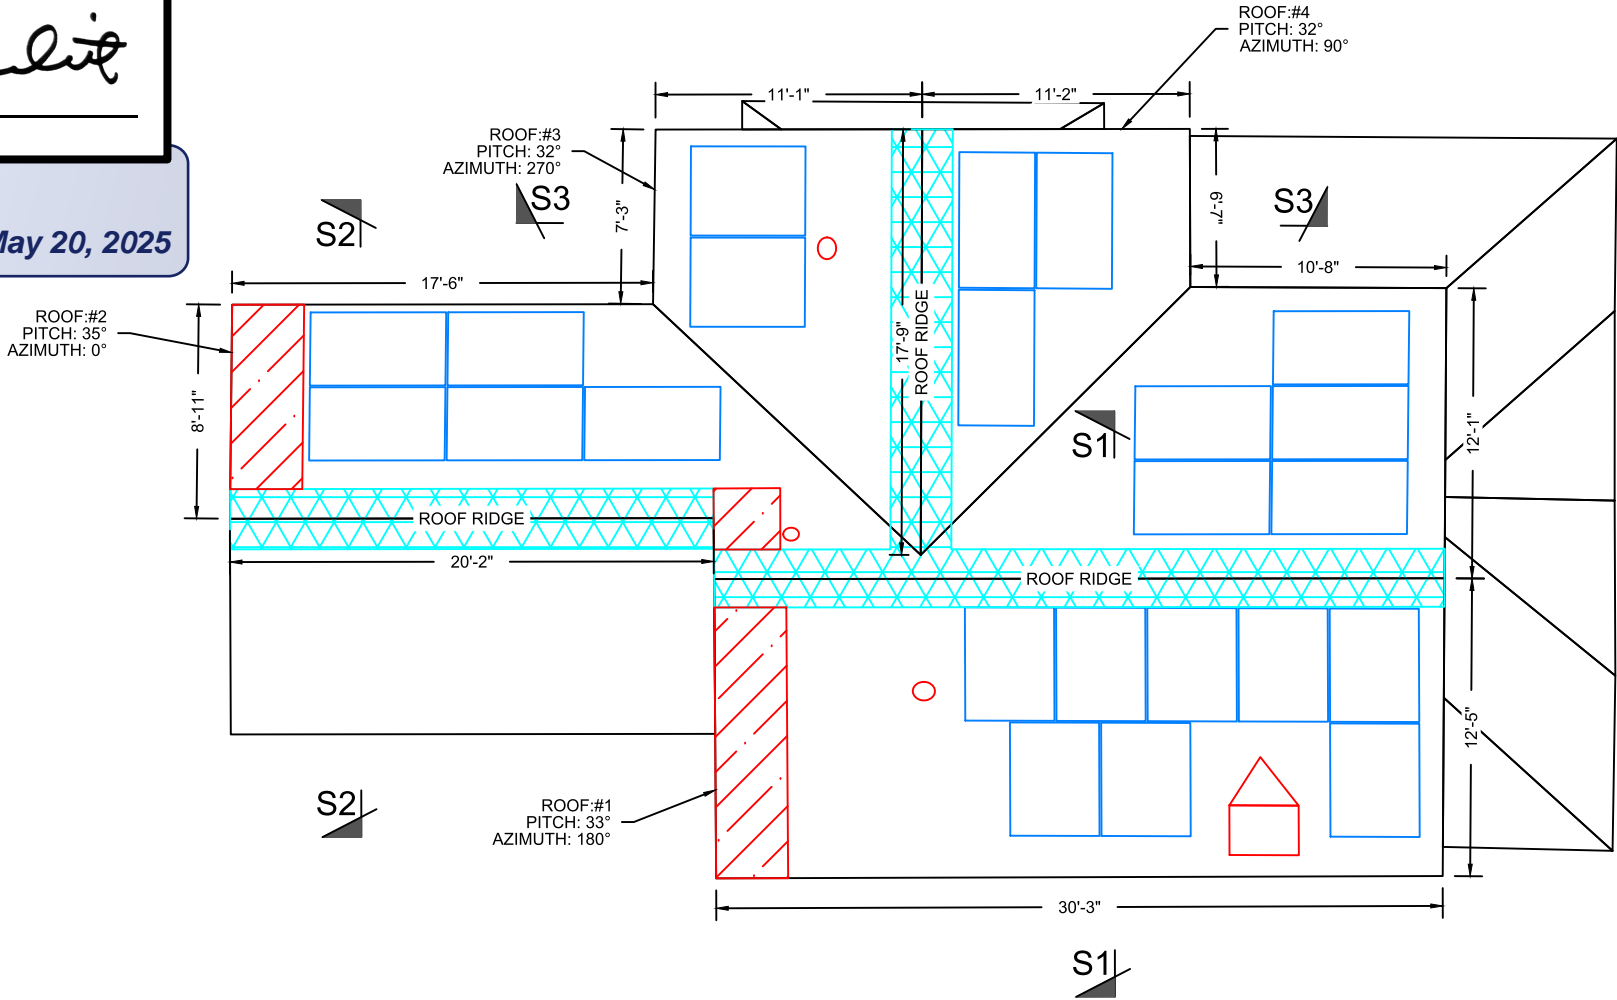 ROOF:#4
PITCH: 32°
AZIMUTH: 90°
11'-1"
11'-2"
ROOF:#3
PITCH: 32°
AZIMUTH: 270°
S3
S2
7'-3"
6'-7"
S3
May 20, 2025
17'-6"
10'-8"
ROOF:#2
PITCH: 35°
AZIMUTH: 0°
8'-11"
17'-9"
ROOF RIDGE
12'-1"
S1
ROOF RIDGE
20'-2"
ROOF RIDGE
12'-5"
S2
ROOF:#1
PITCH: 33°
AZIMUTH: 180°
30'-3"
S1